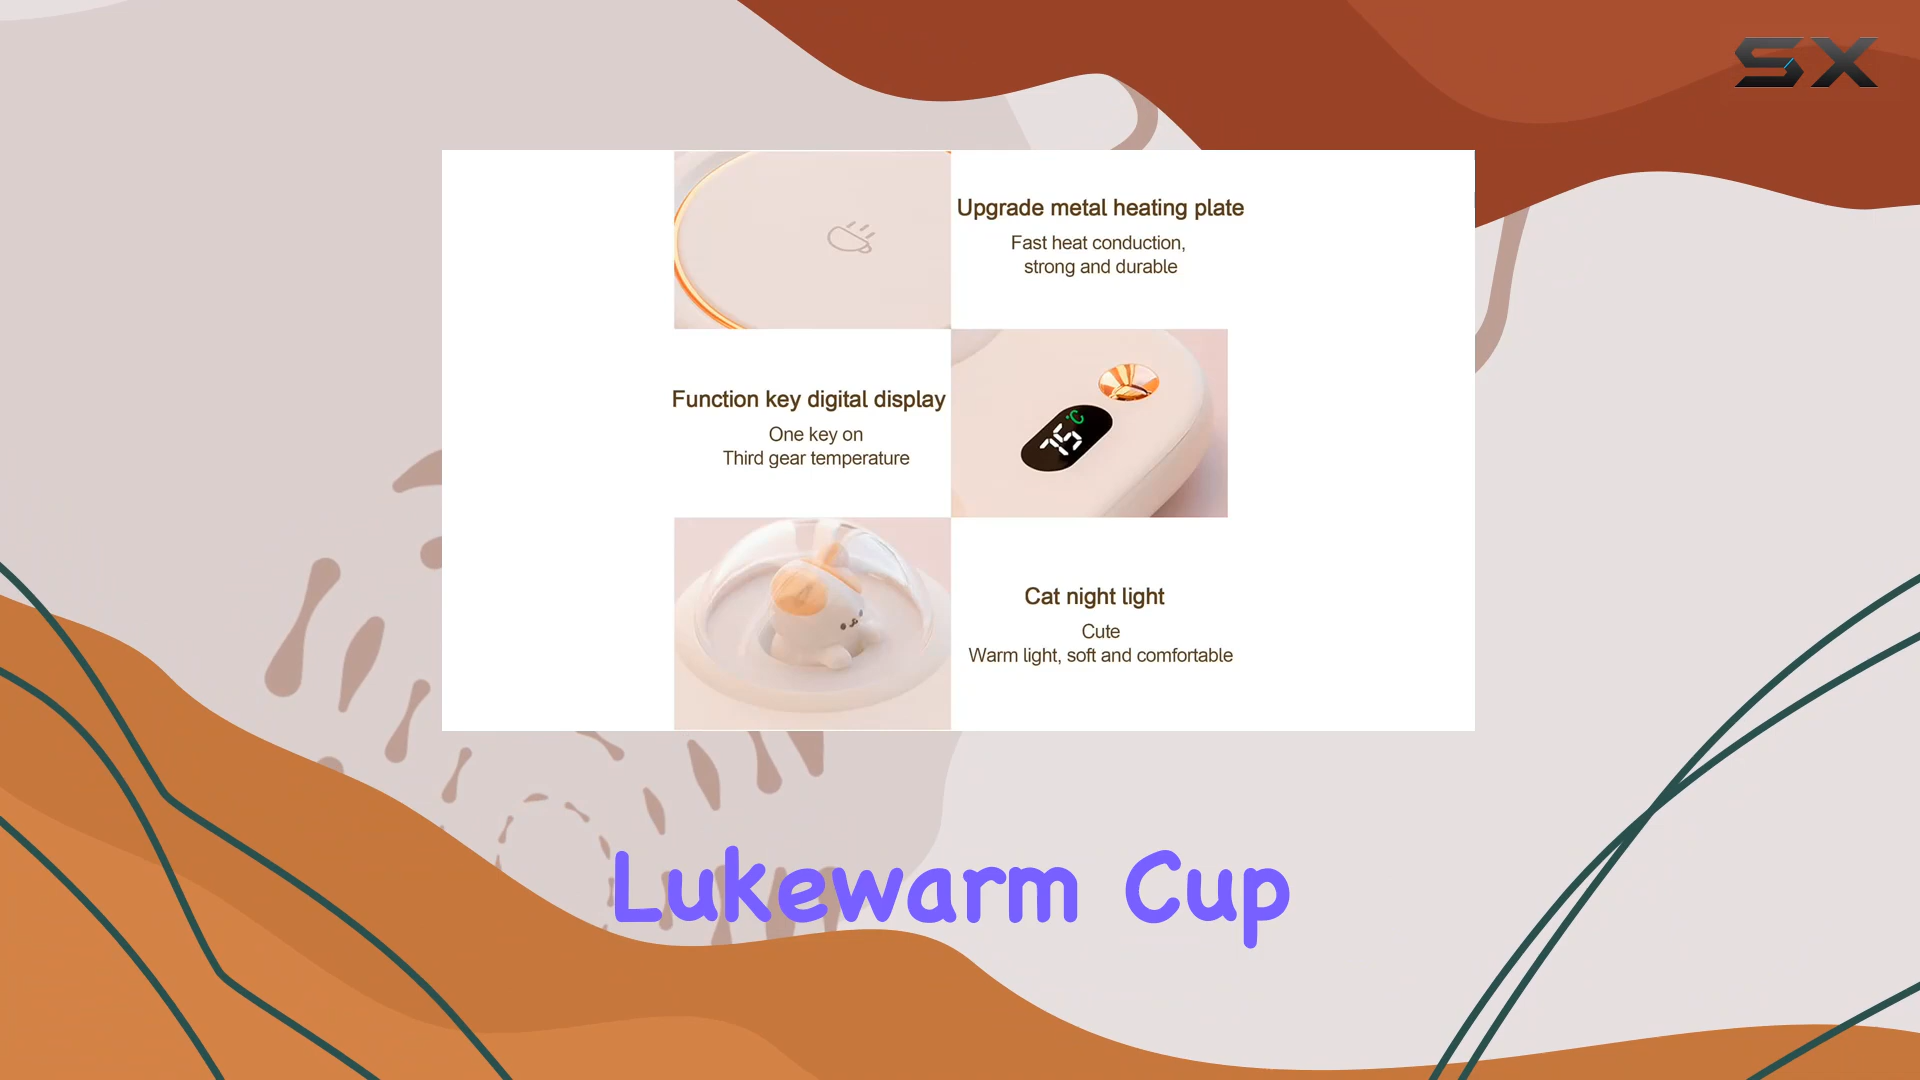 SX
Upgrade metal heating plate
Fast heat conduction,
strong and durable
Function key digital display
One key on
Third gear temperature
75
°C
Cat night light
Cute
Warm light, soft and comfortable
Lukewarm Cup